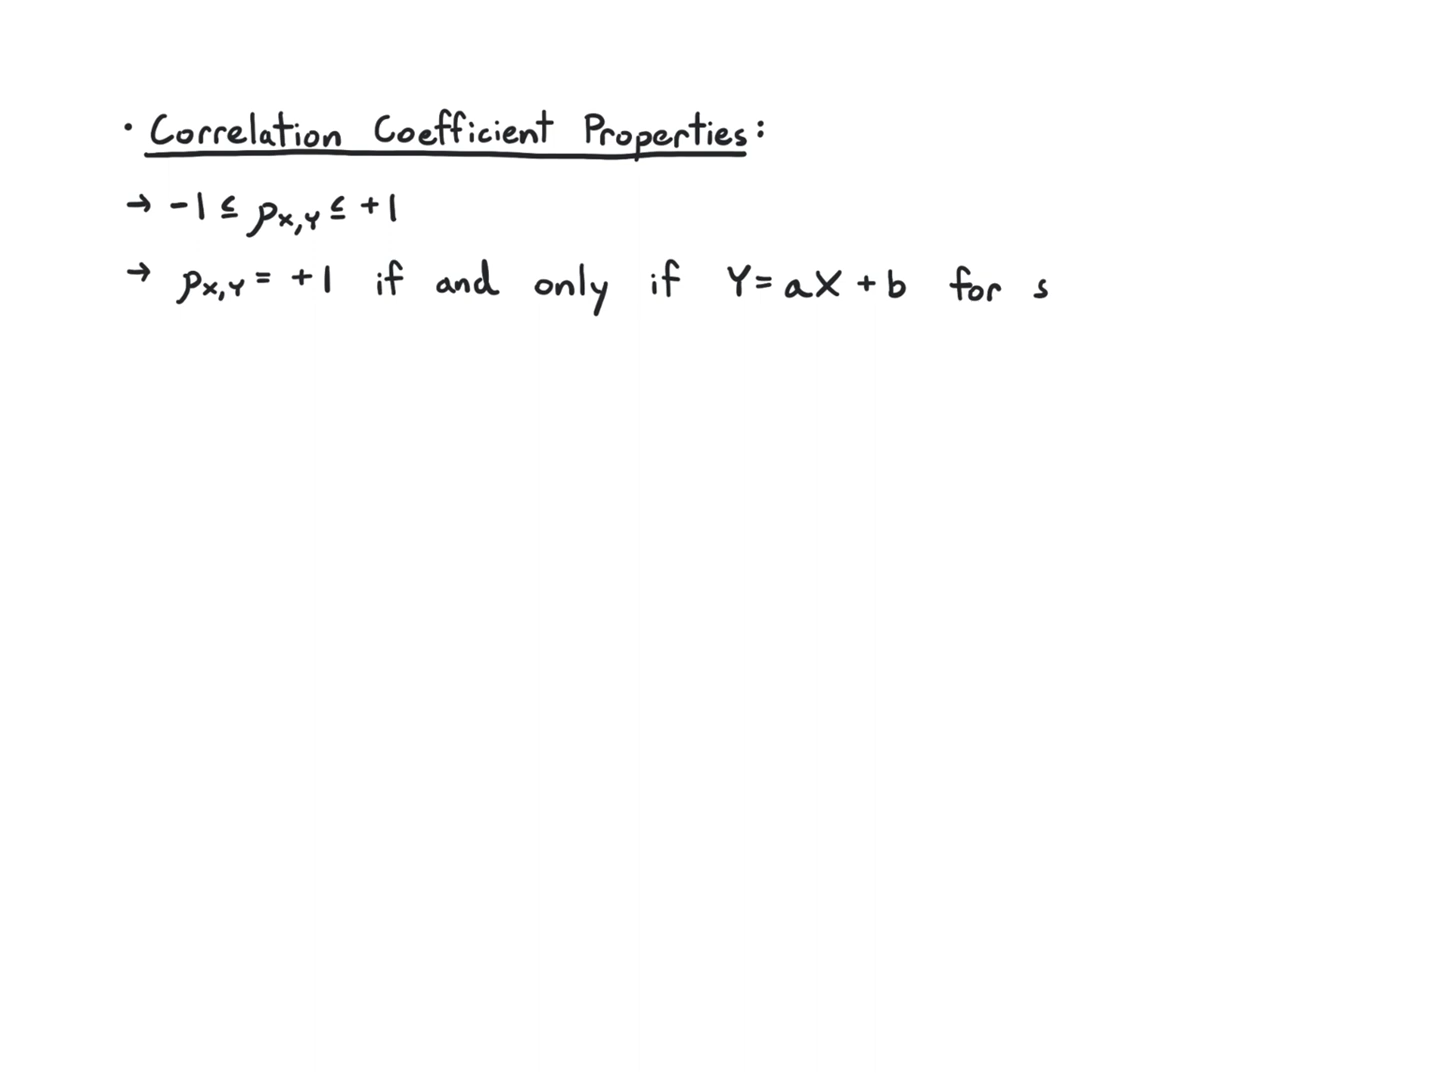 · Correlation Coefficient Properties:
→ -1 ≤ ρX,Y ≤ +1
→ ρX,Y = +1 if and only if Y = aX + b for s